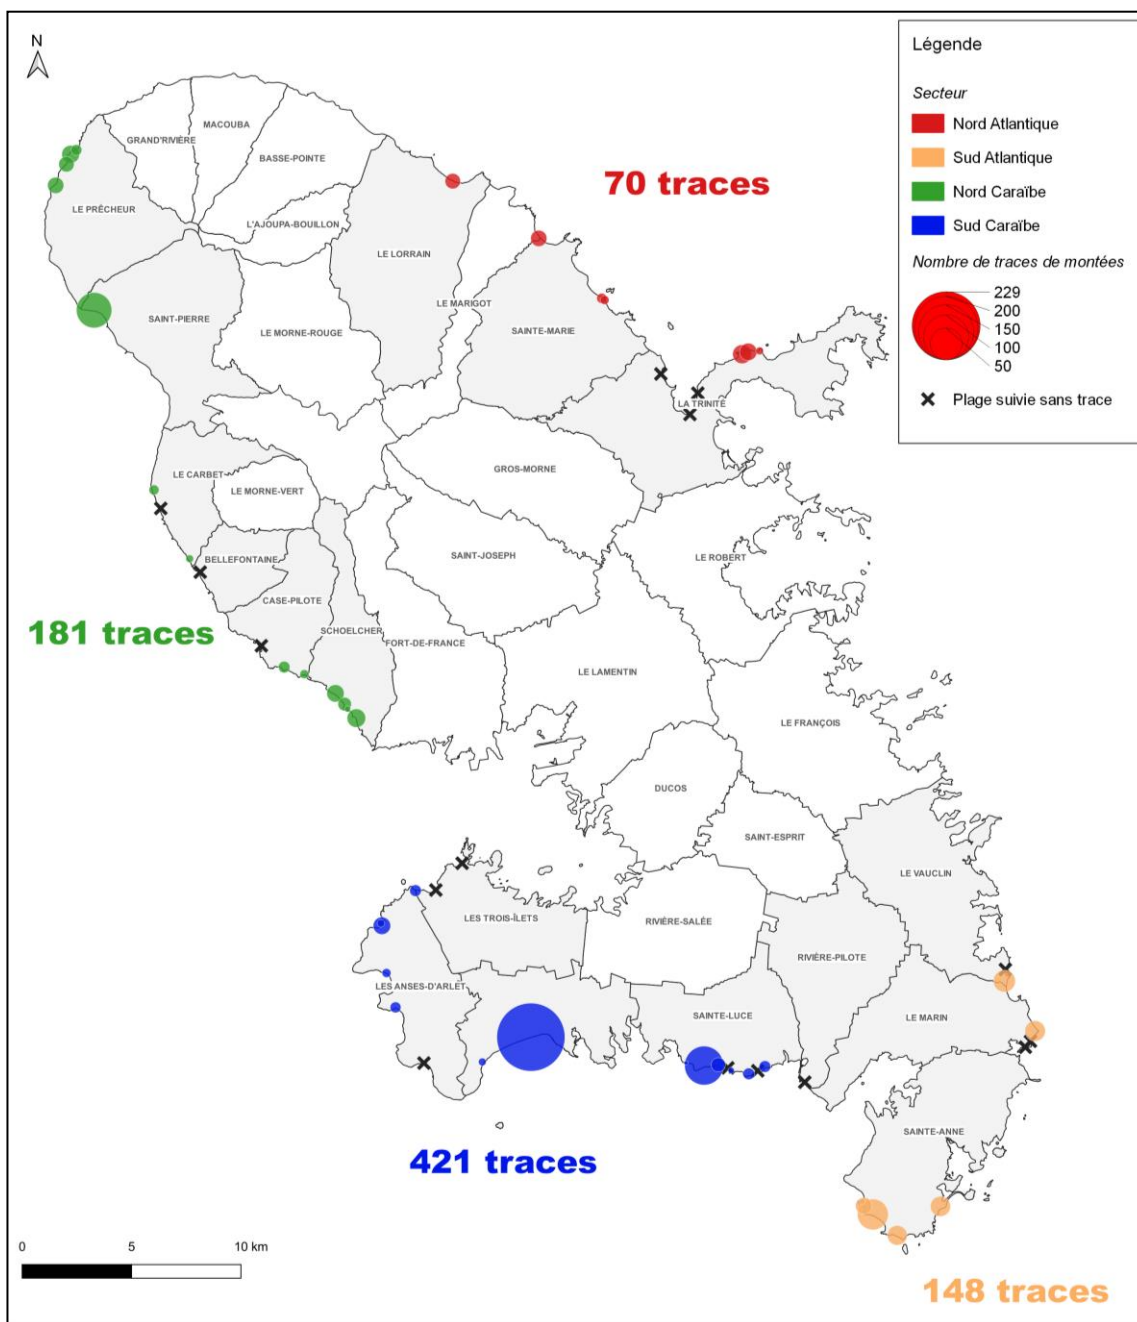 N
Légende
Secteur
Nord Atlantique
Sud Atlantique
Nord Caraïbe
Sud Caraïbe
Nombre de traces de montées
229
200
150
100
50
Plage suivie sans trace
MACOUBA
GRAND'RIVIÈRE
BASSE-POINTE
70 traces
LE PRÊCHEUR
L'AJOUPA-BOUILLON
LE LORRAIN
LE MARIGOT
SAINT-PIERRE
LE MORNE-ROUGE
SAINTE-MARIE
LA TRINITÉ
GROS-MORNE
LE CARBET
LE MORNE-VERT
BELLEFONTAINE
SAINT-JOSEPH
LE ROBERT
CASE-PILOTE
181 traces
SCHOELCHER
FORT-DE-FRANCE
LE LAMENTIN
LE FRANÇOIS
DUCOS
SAINT-ESPRIT
LE VAUCLIN
LES TROIS-ÎLETS
RIVIÈRE-SALÉE
RIVIÈRE-PILOTE
LES ANSES-D'ARLET
SAINTE-LUCE
LE MARIN
SAINTE-ANNE
421 traces
0 5 10 km
148 traces